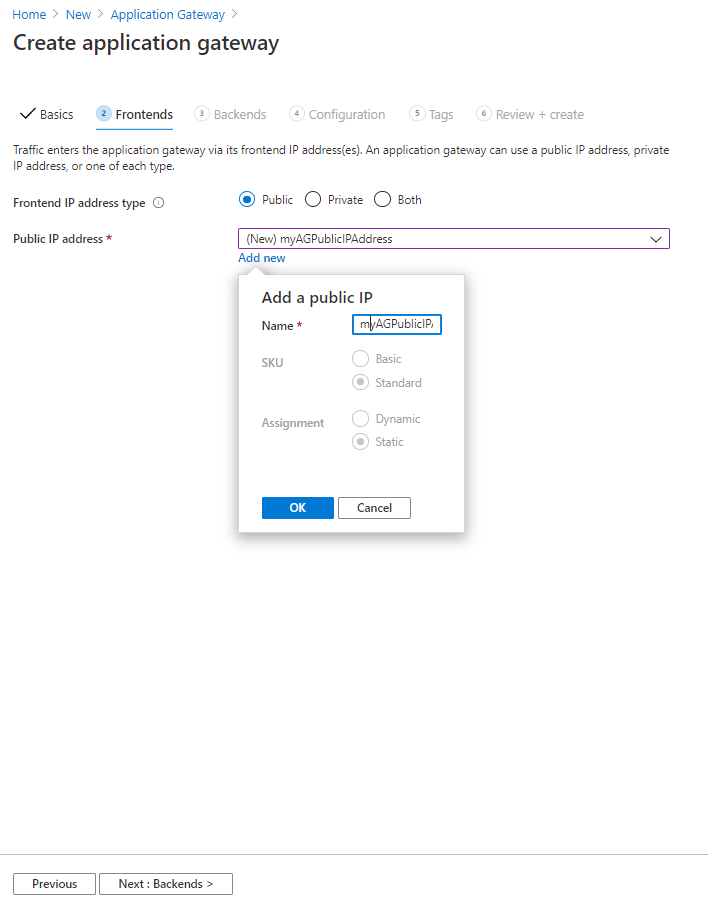 Home > New > Application Gateway >
Create application gateway
Basics 2 Frontends 3 Backends 4 Configuration 5 Tags 6 Review + create
Traffic enters the application gateway via its frontend IP address(es). An application gateway can use a public IP address, private
IP address, or one of each type.
Frontend IP address type Public Private Both
Public IP address * (New) myAGPublicIPAddress
Add new
Add a public IP
Name * myAGPublicIP
SKU Basic
Standard
Assignment Dynamic
Static
OK Cancel
Previous Next : Backends >